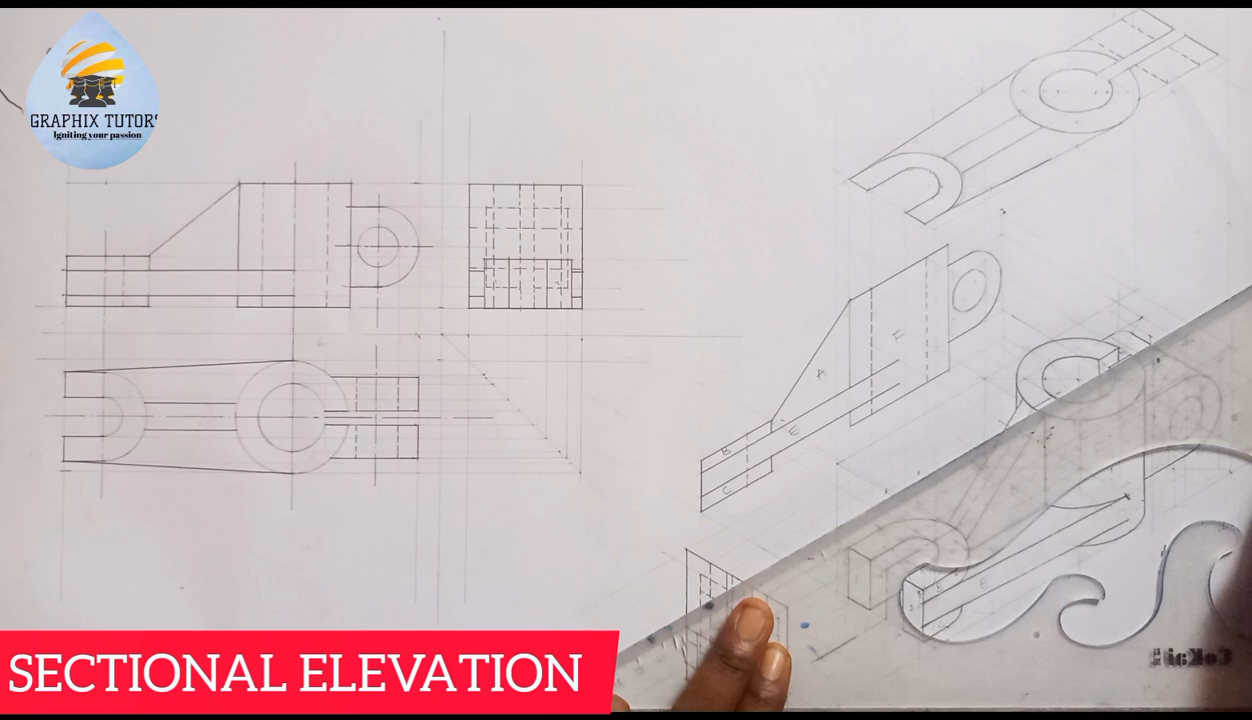 GRAPHIX TUTORS
Igniting your passion
A
F
B
E
C
E
SECTIONAL ELEVATION